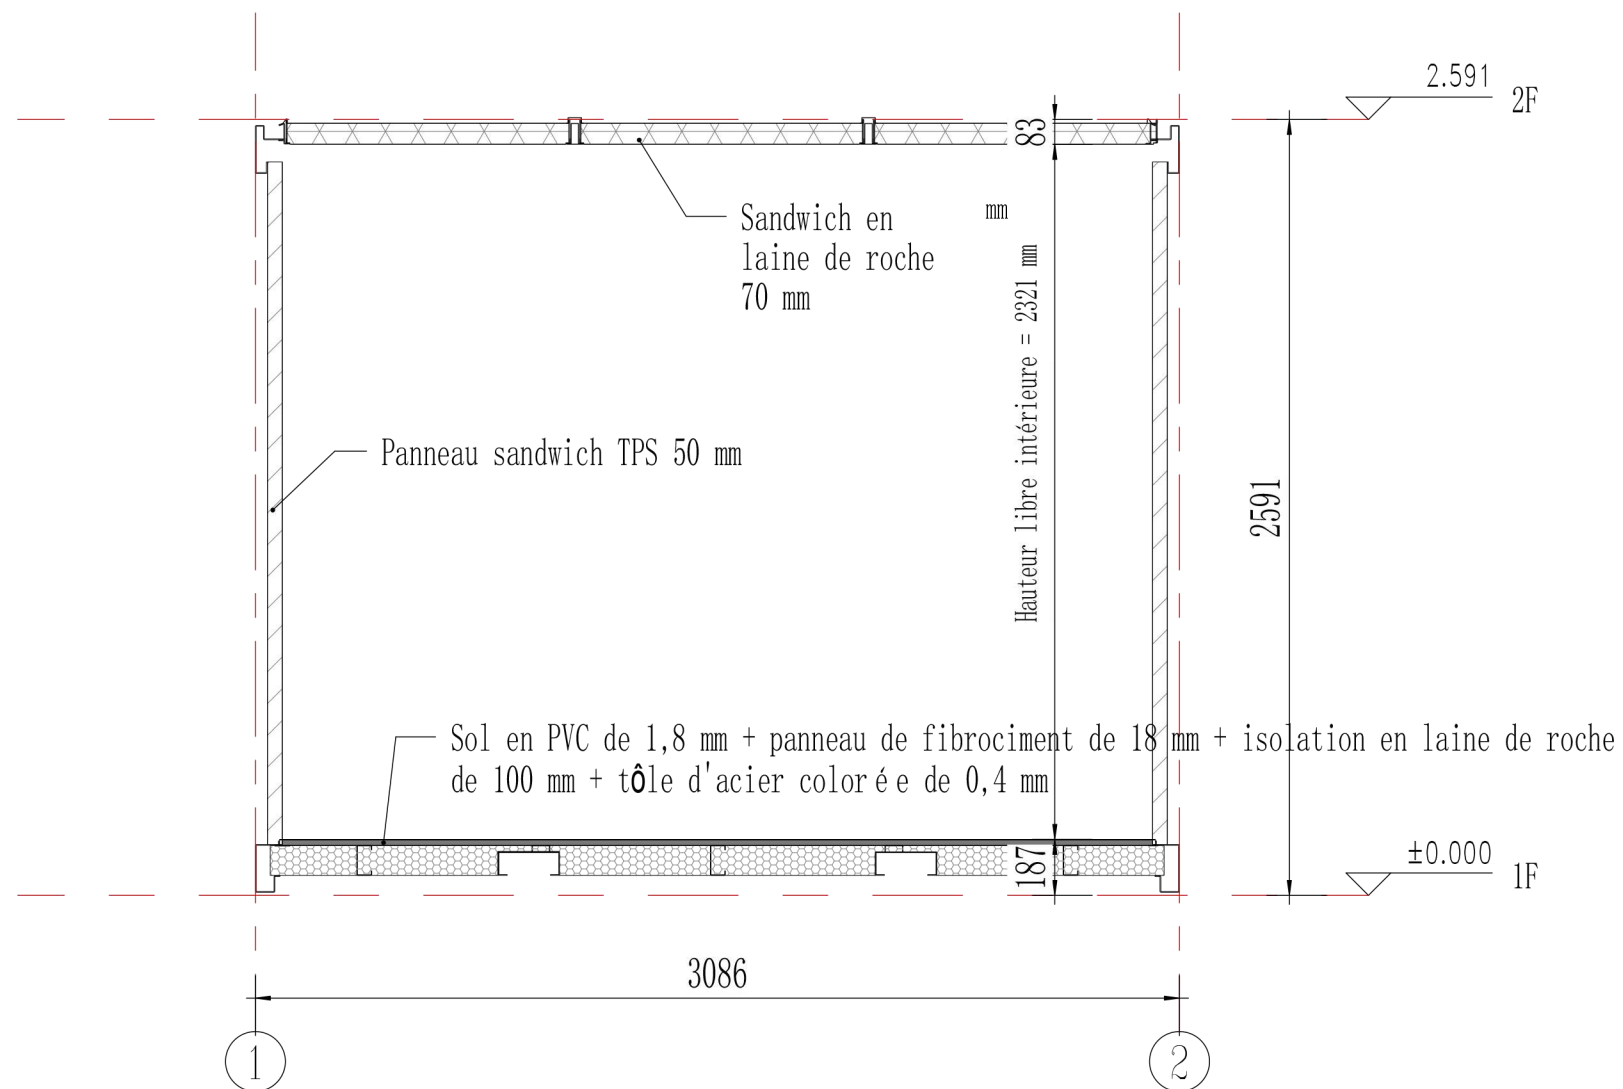 2.591
2F
83
Sandwich en
laine de roche
70 mm
mm
Hauteur libre intérieure = 2321 mm
Panneau sandwich TPS 50 mm
2591
Sol en PVC de 1,8 mm + panneau de fibrociment de 18 mm + isolation en laine de roche
de 100 mm + tôle d'acier colorée de 0,4 mm
187
±0.000
1F
3086
1
2